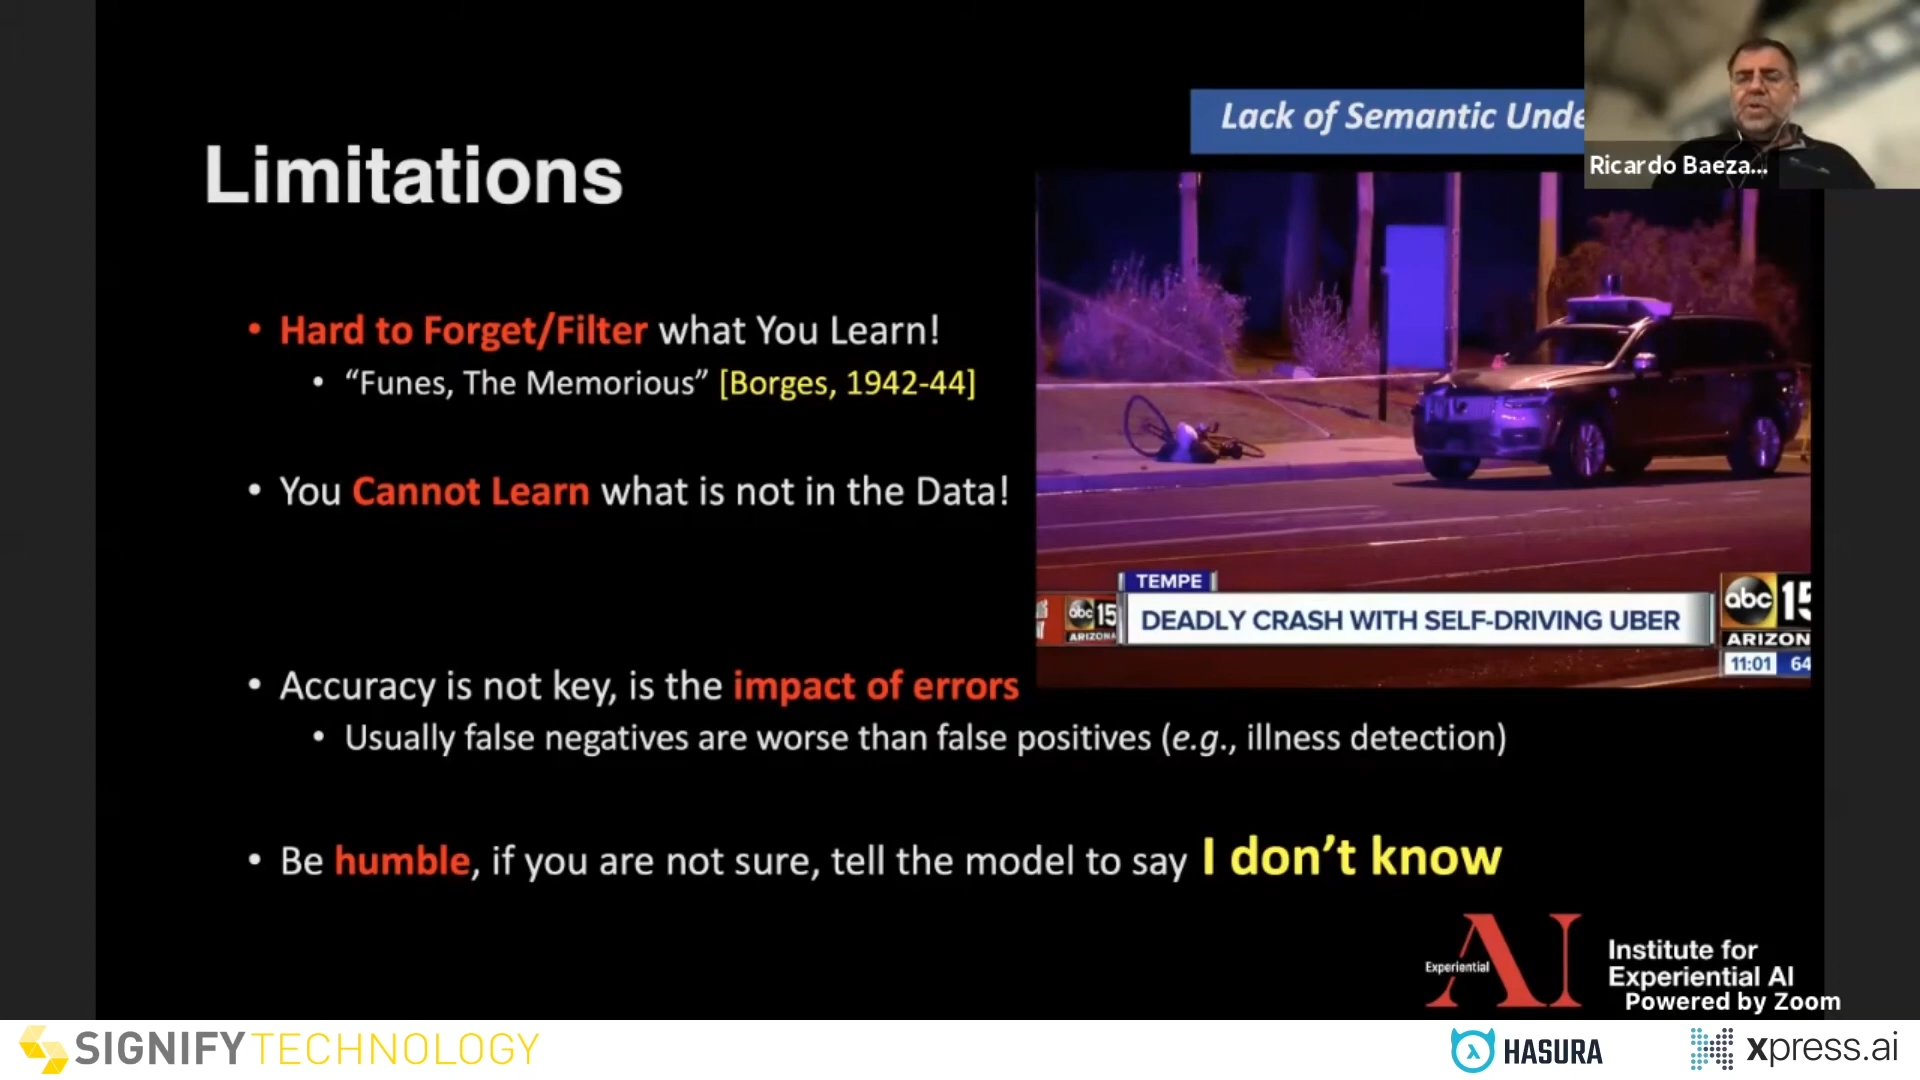 Lack of Semantic Unde
Ricardo Baeza...
Limitations
• Hard to Forget/Filter what You Learn!
• “Funes, The Memorious” [Borges, 1942-44]
• You Cannot Learn what is not in the Data!
TEMPE
abc 15
ARIZONA
DEADLY CRASH WITH SELF-DRIVING UBER
abc 15
ARIZON
11:01 64
• Accuracy is not key, is the impact of errors
• Usually false negatives are worse than false positives (e.g., illness detection)
• Be humble, if you are not sure, tell the model to say I don’t know
Experiential AI
Institute for
Experiential AI
Powered by Zoom
SIGNIFY TECHNOLOGY
HASURA
xpress.ai